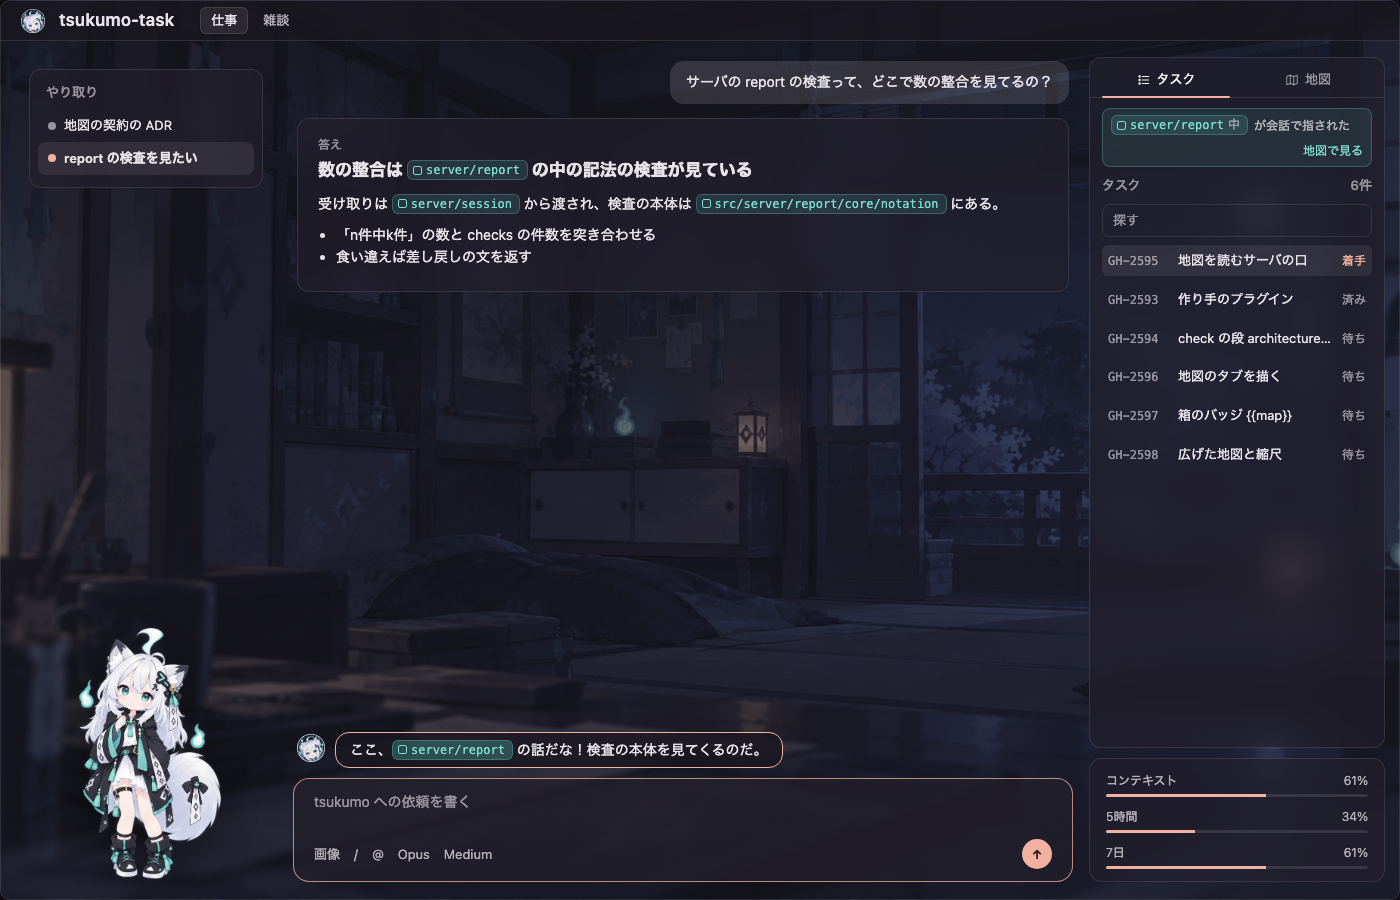 tsukumo-task
仕事
雑談
やり取り
地図の契約の ADR
report の検査を見たい
サーバの report の検査って、どこで数の整合を見てるの？
答え
数の整合は server/report の中の記法の検査が見ている
受け取りは server/session から渡され、検査の本体は src/server/report/core/notation にある。
• 「n件中k件」の数と checks の件数を突き合わせる
• 食い違えば差し戻しの文を返す
ここ、 server/report の話だな！検査の本体を見てくるのだ。
tsukumo への依頼を書く
画像 / @ Opus Medium
タスク
地図
server/report 中 が会話で指された
地図で見る
タスク 6件
探す
GH-2595 地図を読むサーバの口 着手
GH-2593 作り手のプラグイン 済み
GH-2594 check の段 architecture... 待ち
GH-2596 地図のタブを描く 待ち
GH-2597 箱のバッジ {{map}} 待ち
GH-2598 広げた地図と縮尺 待ち
コンテキスト 61%
5時間 34%
7日 61%